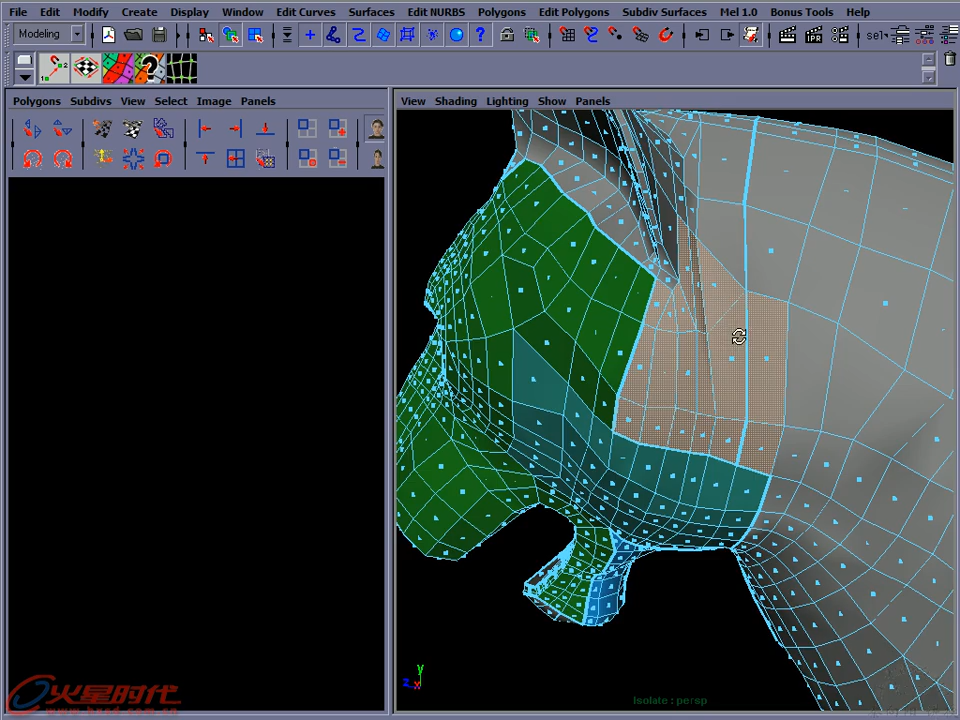 File Edit Modify Create Display Window Edit Curves Surfaces Edit NURBS Polygons Edit Polygons Subdiv Surfaces Mel 1.0 Bonus Tools Help
Modeling
IPR
sel
Polygons Subdivs View Select Image Panels
View Shading Lighting Show Panels
y
z x
Isolate : persp
火星时代